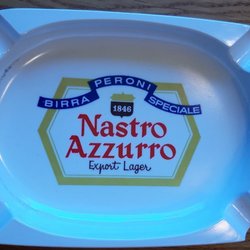 BIRRA PERONI SPECIALE
1846
Nastro
Azzurro
Export Lager